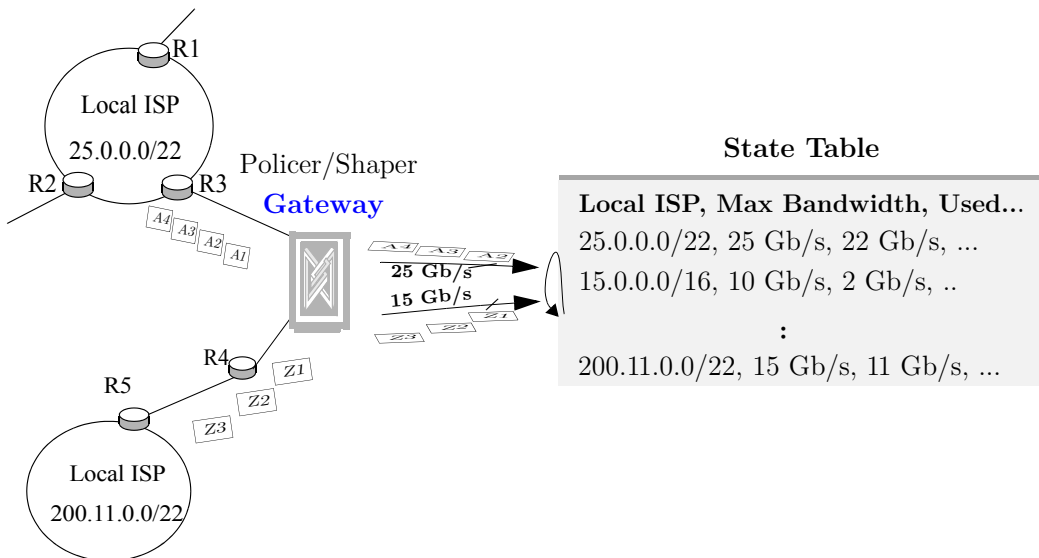 R1
Local ISP
25.0.0.0/22
R2
R3
A4
A3
A2
A1
Policer/Shaper
Gateway
A4
A3
A2
25 Gb/s
15 Gb/s
Z1
Z2
Z3
State Table
Local ISP, Max Bandwidth, Used...
25.0.0.0/22, 25 Gb/s, 22 Gb/s, ...
15.0.0.0/16, 10 Gb/s, 2 Gb/s, ..
:
200.11.0.0/22, 15 Gb/s, 11 Gb/s, ...
R4
R5
Z1
Z2
Z3
Local ISP
200.11.0.0/22